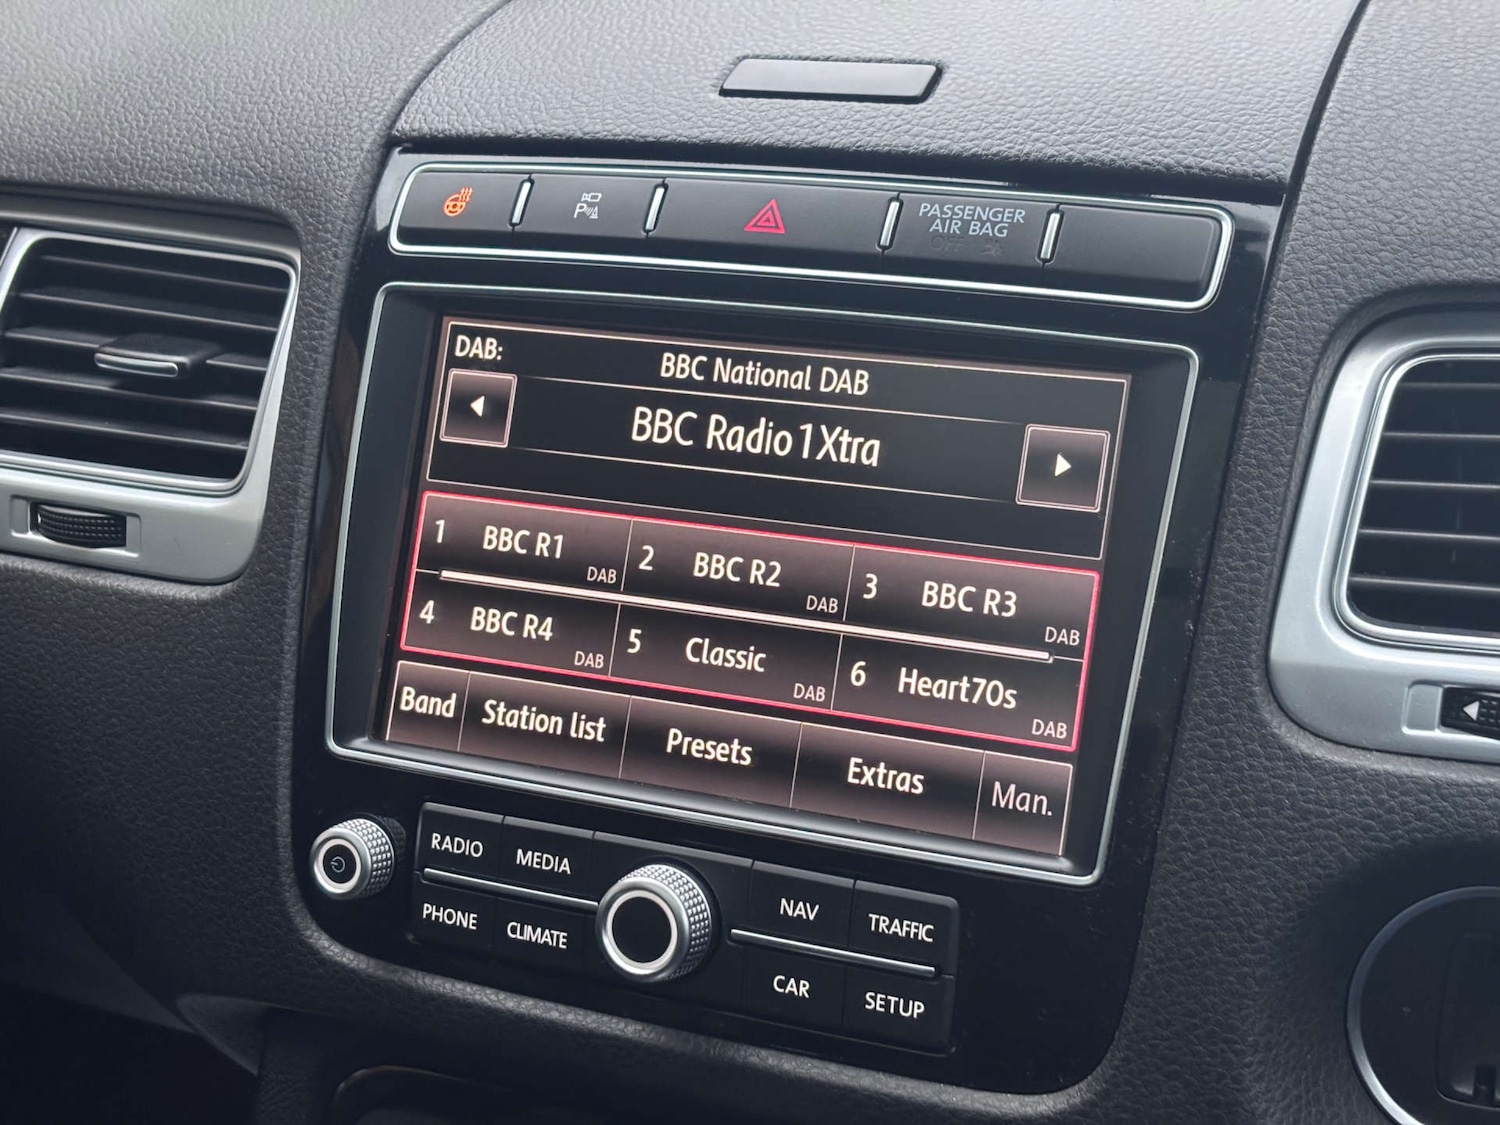 P
PASSENGER
AIR BAG
OFF
DAB:
BBC National DAB
BBC Radio 1Xtra
1 BBC R1 DAB
2 BBC R2 DAB
3 BBC R3 DAB
4 BBC R4 DAB
5 Classic DAB
6 Heart70s DAB
Band
Station list
Presets
Extras
Man.
RADIO
MEDIA
NAV
TRAFFIC
PHONE
CLIMATE
CAR
SETUP